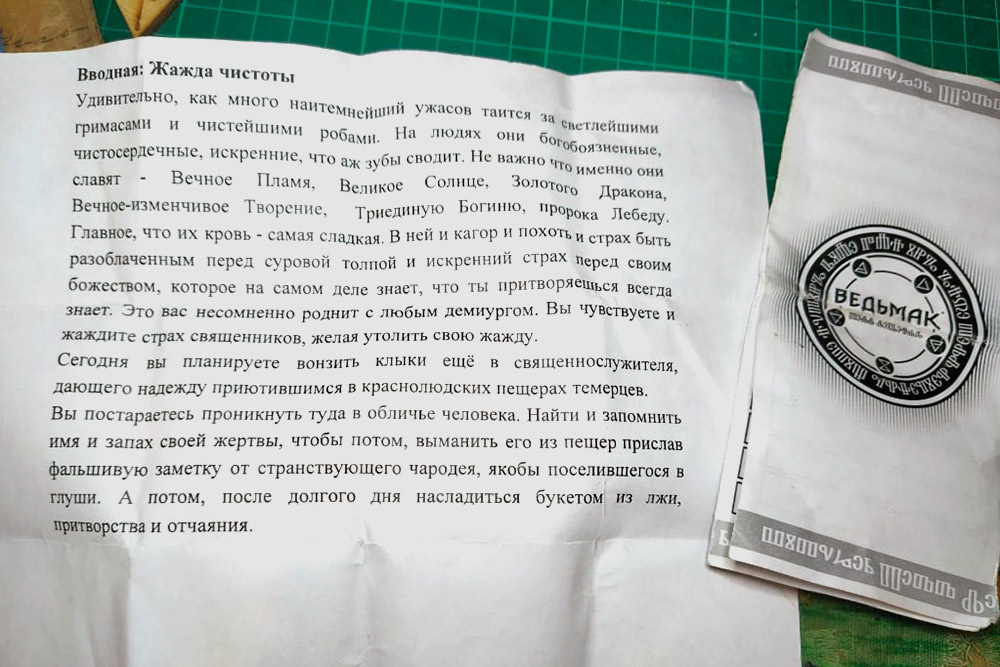 Вводная: Жажда чистоты
Удивительно, как много наитемнейший ужасов таится за светлейшими
гримасами и чистейшими робами. На людях они богобоязненные,
чистосердечные, искренние, что аж зубы сводит. Не важно что именно они
славят - Вечное Пламя, Великое Солнце, Золотого Дракона,
Вечное-изменчивое Творение, Триединую Богиню, пророка Лебеду.
Главное, что их кровь - самая сладкая. В ней и кагор и похоть и страх быть
разоблаченным перед суровой толпой и искренний страх перед своим
божеством, которое на самом деле знает, что ты притворяешься всегда
знает. Это вас несомненно роднит с любым демиургом. Вы чувствуете и
жаждите страх священников, желая утолить свою жажду.
Сегодня вы планируете вонзить клыки ещё в священнослужителя,
дающего надежду приютившимся в краснолюдских пещерах темерцев.
Вы постараетесь проникнуть туда в обличье человека. Найти и запомнить
имя и запах своей жертвы, чтобы потом, выманить его из пещер прислав
фальшивую заметку от странствующего чародея, якобы поселившегося в
глуши. А потом, после долгого дня насладиться букетом из лжи,
притворства и отчаяния.
ВЕДЬМАК